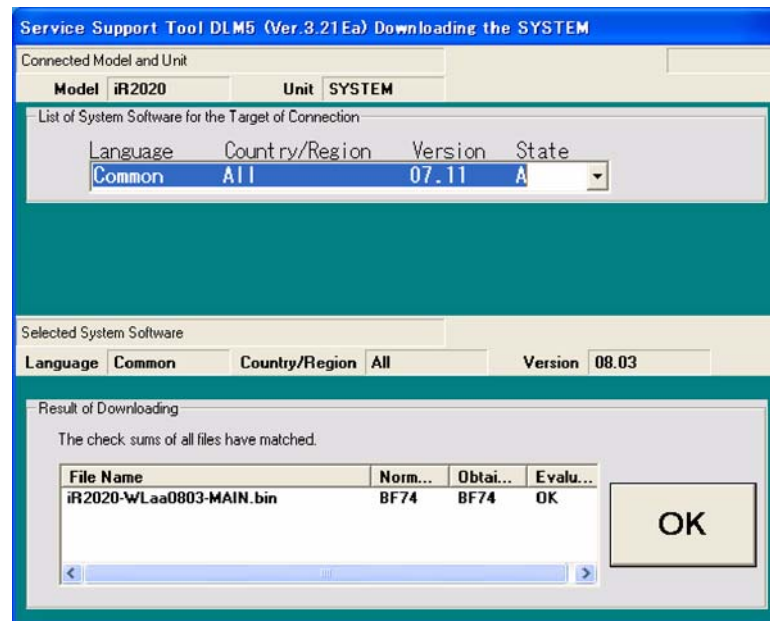 Service Support Tool DLM5 (Ver.3.21Ea) Downloading the SYSTEM
Connected Model and Unit
Model iR2020 Unit SYSTEM
List of System Software for the Target of Connection
Language Country/Region Version State
Common All 07.11 A
Selected System Software
Language Common Country/Region All Version 08.03
Result of Downloading
The check sums of all files have matched.
File Name Norm... Obtai... Evalu...
iR2020-WLaa0803-MAIN.bin BF74 BF74 OK
OK